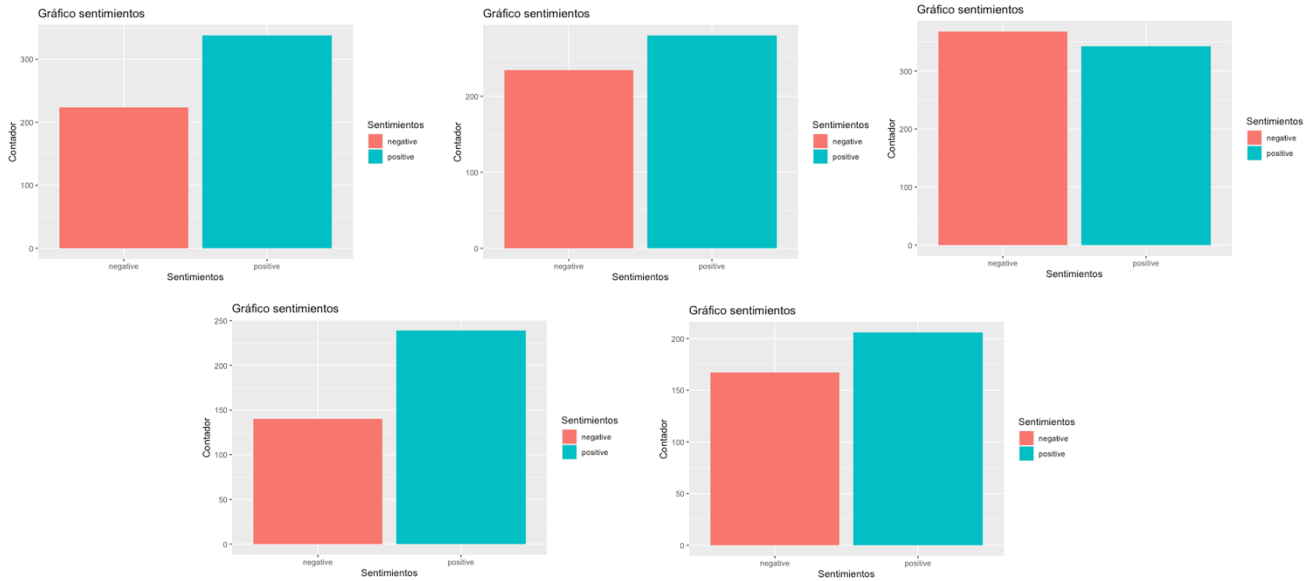 Gráfico sentimientos
300
200
100
0
Contador
negative
positive
Sentimientos
Sentimientos
negative
positive
Gráfico sentimientos
200
100
0
Contador
negative
positive
Sentimientos
Sentimientos
negative
positive
Gráfico sentimientos
300
200
100
0
Contador
negative
positive
Sentimientos
Sentimientos
negative
positive
Gráfico sentimientos
250
200
150
100
50
0
Contador
negative
positive
Sentimientos
Sentimientos
negative
positive
Gráfico sentimientos
200
150
100
50
0
Contador
negative
positive
Sentimientos
Sentimientos
negative
positive